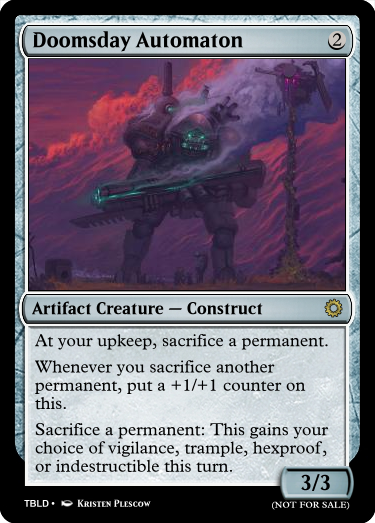 Doomsday Automaton 2
Artifact Creature — Construct
At your upkeep, sacrifice a permanent.
Whenever you sacrifice another
permanent, put a +1/+1 counter on
this.
Sacrifice a permanent: This gains your
choice of vigilance, trample, hexproof,
or indestructible this turn.
3/3
TBLD • Kristen Plescow
(NOT FOR SALE)